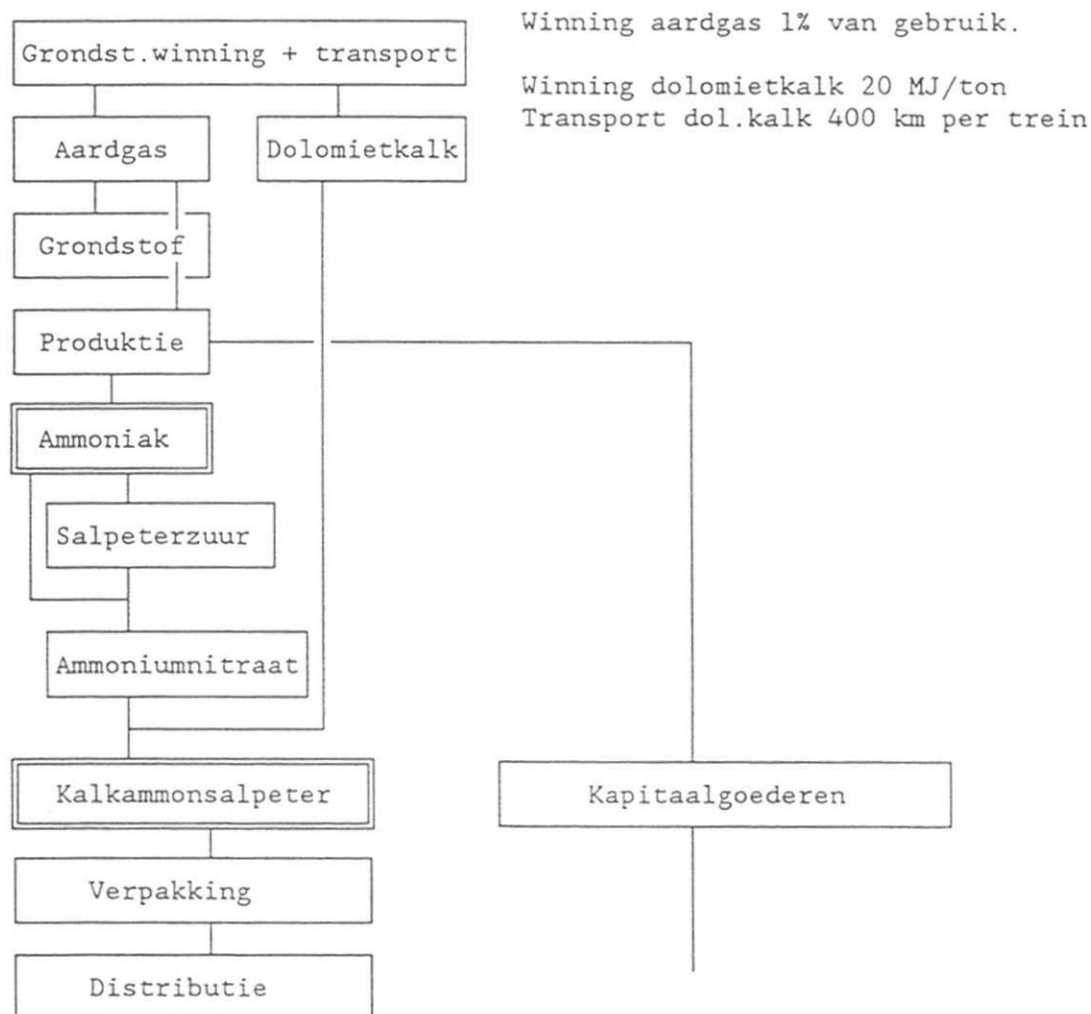 Grondst.winning + transport
Winning aardgas 1% van gebruik.
Winning dolomietkalk 20 MJ/ton
Transport dol.kalk 400 km per trein
Aardgas
Dolomietkalk
Grondstof
Produktie
Ammoniak
Salpeterzuur
Ammoniumnitraat
Kalkammonsalpeter
Kapitaalgoederen
Verpakking
Distributie